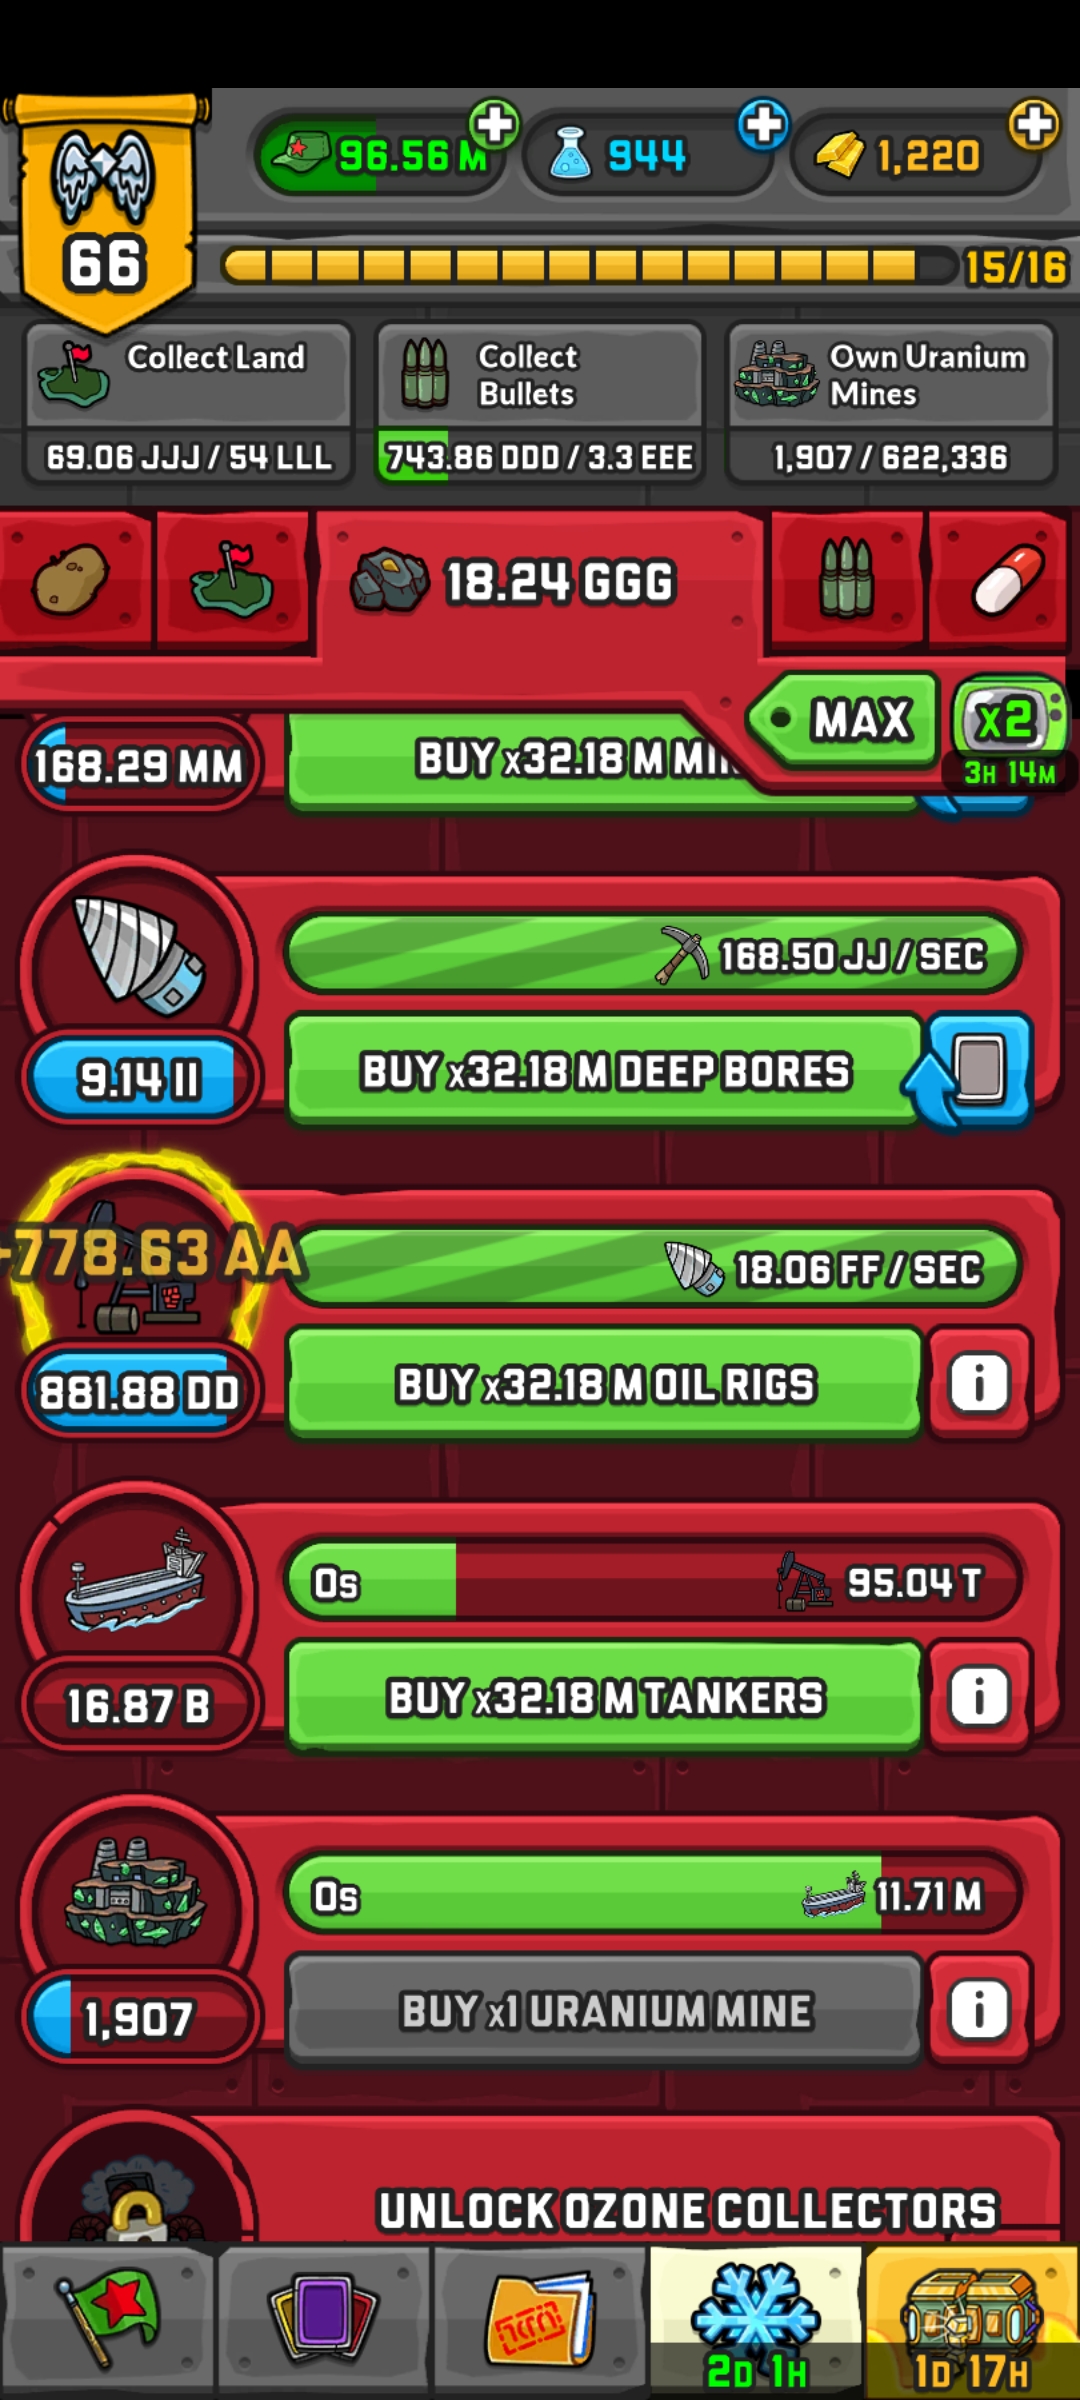 96.56 M
944
1,220
66
15/16
Collect Land
69.06 JJJ / 54 LLL
Collect
Bullets
743.86 DDD / 3.3 EEE
Own Uranium
Mines
1,907 / 622,336
18.24 GGG
MAX
x2
3H 14M
168.29 MM
BUY x32.18 M
168.50 JJ / SEC
9.14 II
BUY x32.18 M DEEP BORES
+778.63 AA
18.06 FF / SEC
881.88 DD
BUY x32.18 M OIL RIGS
i
0s
95.04 T
16.87 B
BUY x32.18 M TANKERS
i
0s
11.71 M
1,907
BUY x1 URANIUM MINE
i
UNLOCK OZONE COLLECTORS
2D 1H
1D 17H